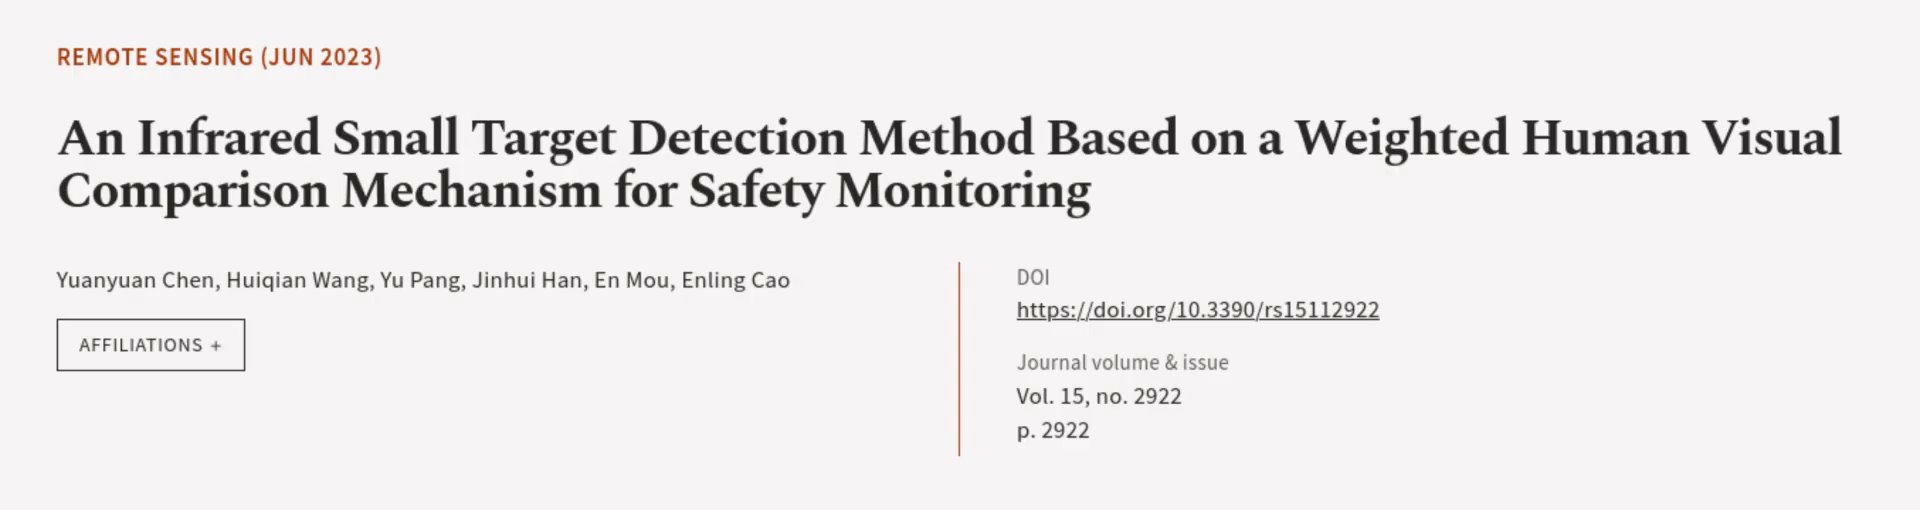 REMOTE SENSING (JUN 2023)
An Infrared Small Target Detection Method Based on a Weighted Human Visual
Comparison Mechanism for Safety Monitoring
Yuanyuan Chen, Huiqian Wang, Yu Pang, Jinhui Han, En Mou, Enling Cao
AFFILIATIONS +
DOI
https://doi.org/10.3390/rs15112922
Journal volume & issue
Vol. 15, no. 2922
p. 2922